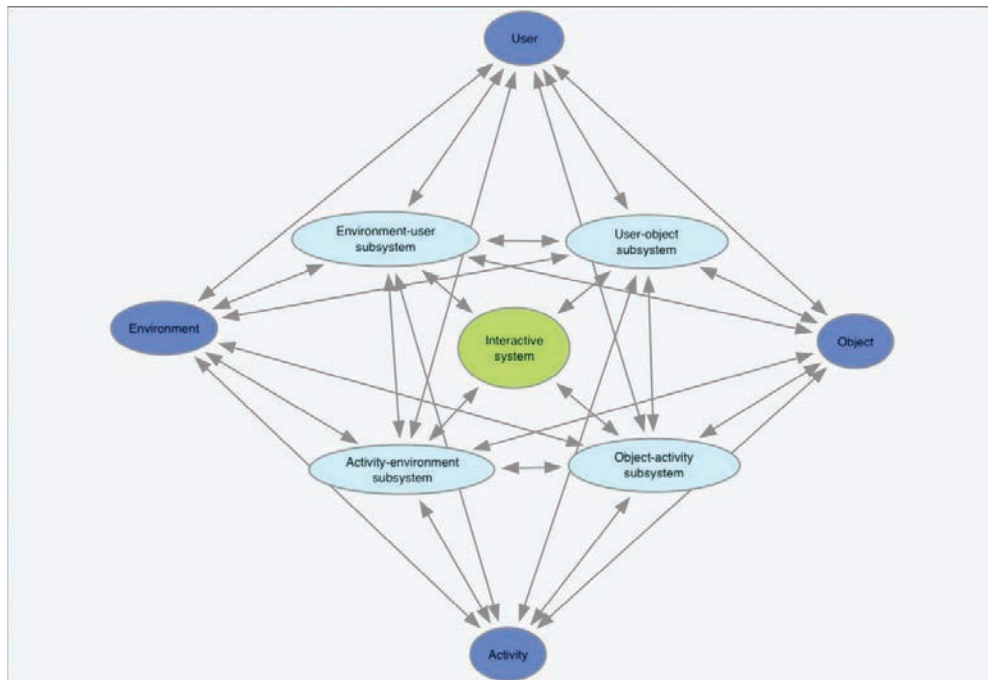 User
Environment-user
subsystem
User-object
subsystem
Environment
Interactive
system
Object
Activity-environment
subsystem
Object-activity
subsystem
Activity